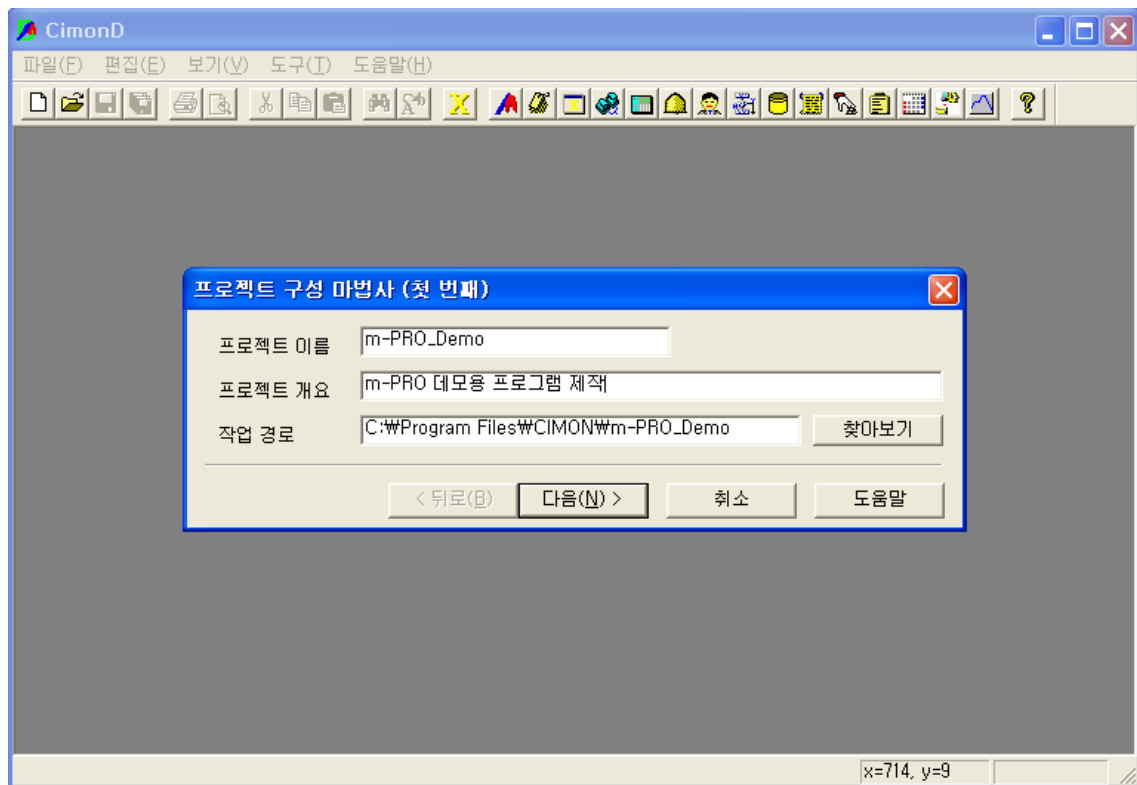 CimonD
파일(F) 편집(E) 보기(V) 도구(T) 도움말(H)
프로젝트 구성 마법사 (첫 번째)
프로젝트 이름 m-PRO_Demo
프로젝트 개요 m-PRO 데모용 프로그램 제작
작업 경로 C:₩Program Files₩CIMON₩m-PRO_Demo 찾아보기
< 뒤로(B) 다음(N) > 취소 도움말
x=714, y=9